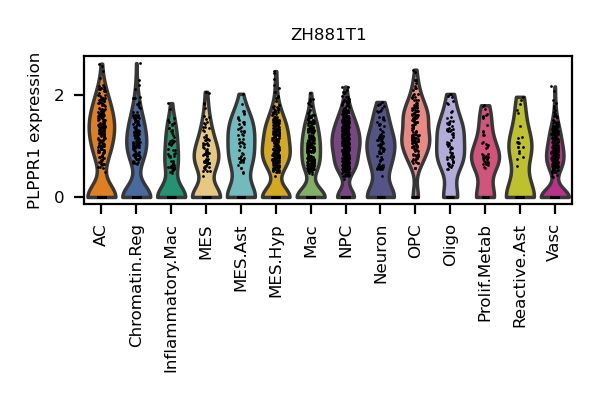 ZH881T1
PLPPR1 expression
2
0
AC
Chromatin.Reg
Inflammatory.Mac
MES
MES.Ast
MES.Hyp
Mac
NPC
Neuron
OPC
Oligo
Prolif.Metab
Reactive.Ast
Vasc